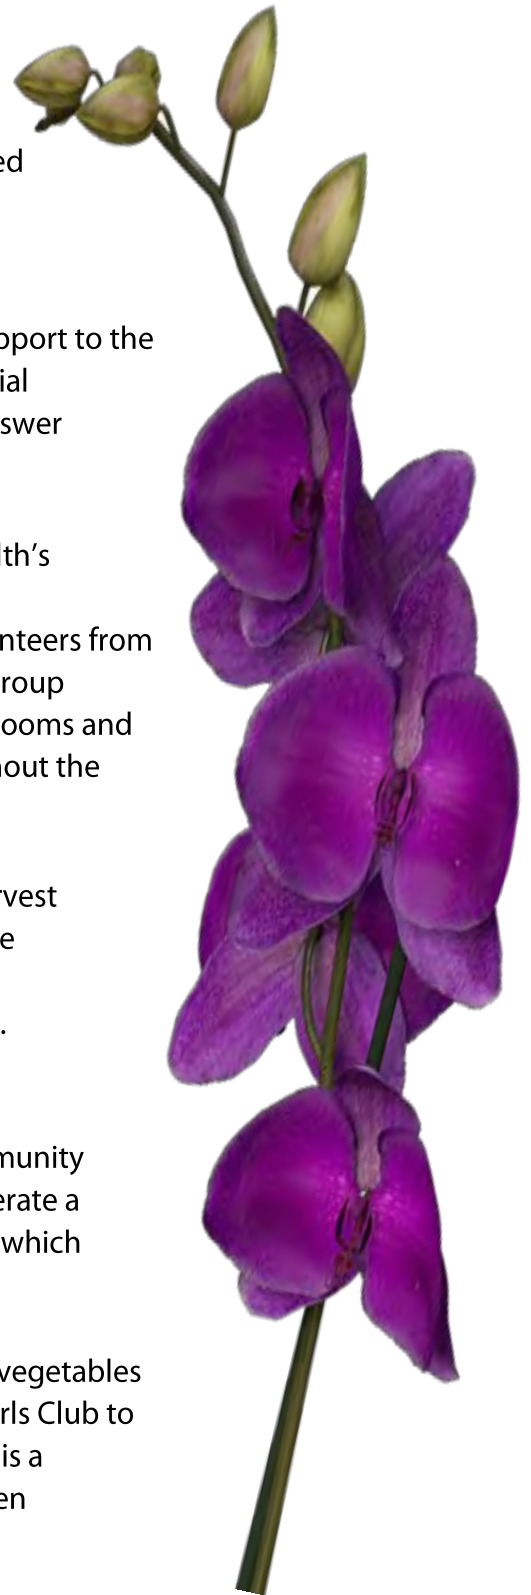 ed
pport to the
ial
swer
lth’s
nteers from
roup
ooms and
hout the
rvest
e
.
munity
erate a
which
vegetables
rls Club to
is a
en